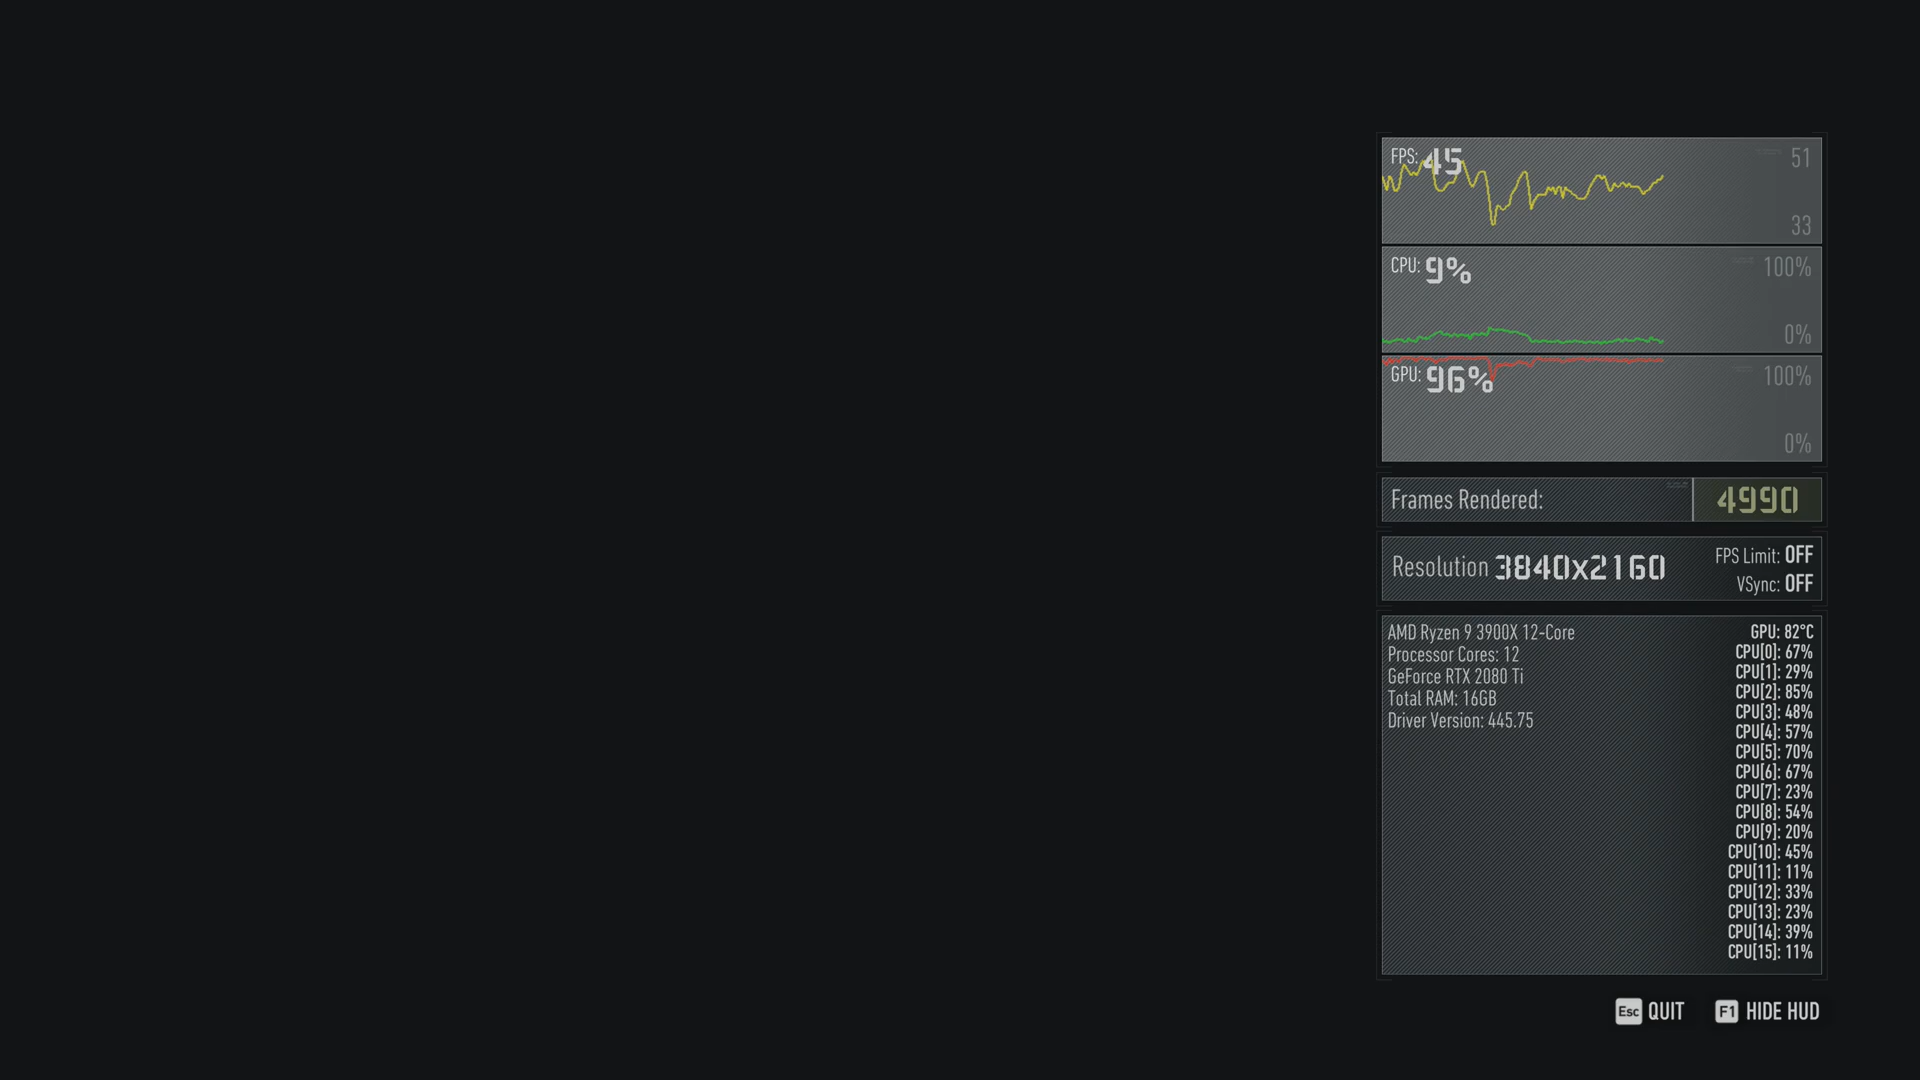 FPS: 45
51
33
CPU: 9%
100%
0%
GPU: 96%
100%
0%
Frames Rendered: 4990
Resolution 3840x2160
FPS Limit: OFF
VSync: OFF
AMD Ryzen 9 3900X 12-Core
Processor Cores: 12
GeForce RTX 2080 Ti
Total RAM: 16GB
Driver Version: 445.75
GPU: 82°C
CPU[0]: 67%
CPU[1]: 29%
CPU[2]: 85%
CPU[3]: 48%
CPU[4]: 57%
CPU[5]: 70%
CPU[6]: 67%
CPU[7]: 23%
CPU[8]: 54%
CPU[9]: 20%
CPU[10]: 45%
CPU[11]: 11%
CPU[12]: 33%
CPU[13]: 23%
CPU[14]: 39%
CPU[15]: 11%
Esc QUIT F1 HIDE HUD